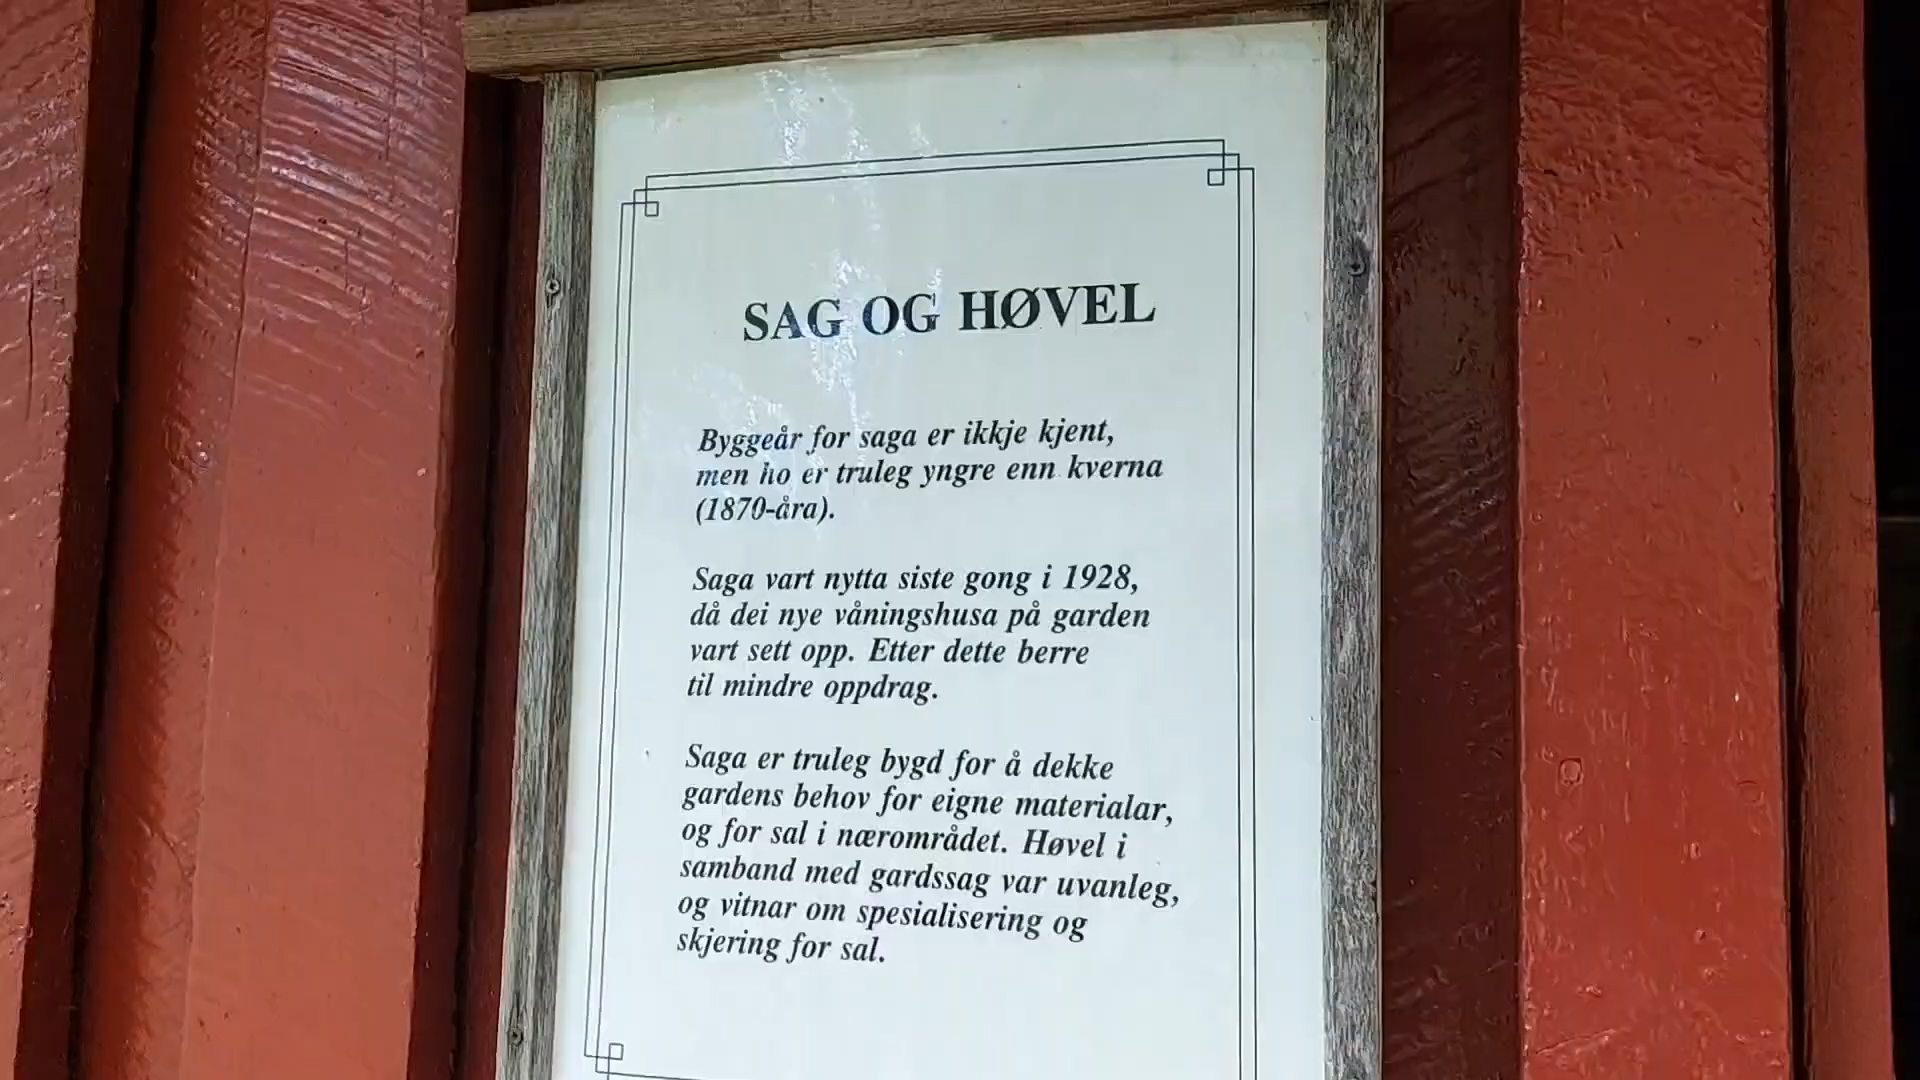 SAG OG HØVEL
Byggeår for saga er ikkje kjent,
men ho er truleg yngre enn kverna
(1870-åra).
Saga vart nytta siste gong i 1928,
då dei nye våningshusa på garden
vart sett opp. Etter dette berre
til mindre oppdrag.
Saga er truleg bygd for å dekke
gardens behov for eigne materialar,
og for sal i nærområdet. Høvel i
samband med gardssag var uvanleg,
og vitnar om spesialisering og
skjering for sal.